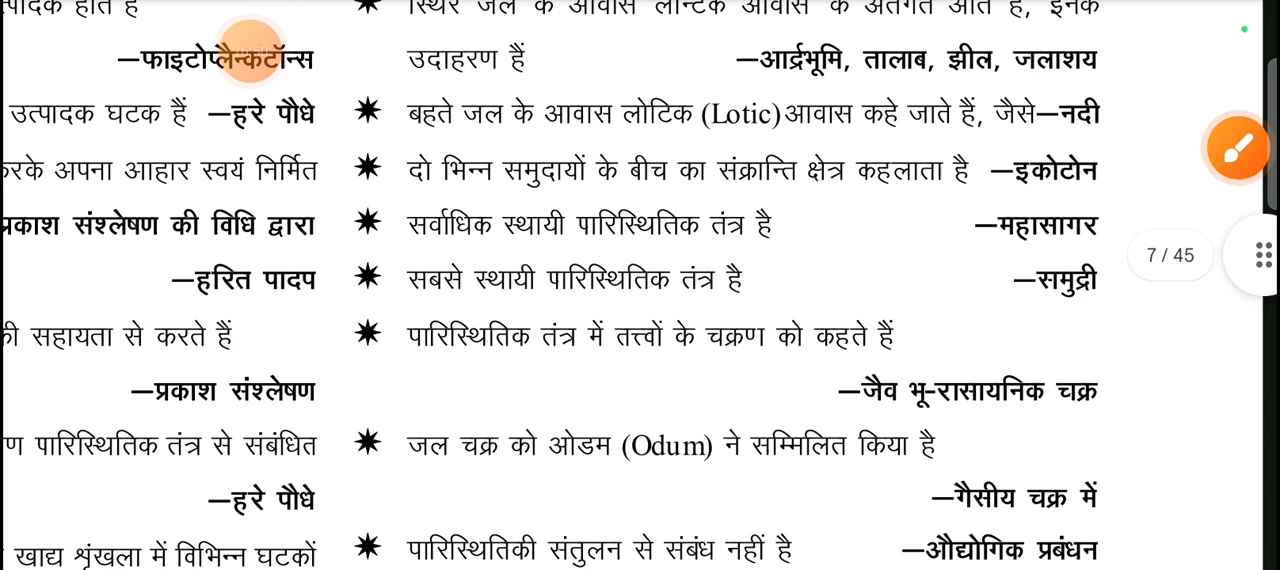 त्पादक होते हैं
—फाइटोप्लैन्कटॉन्स
उत्पादक घटक हैं —हरे पौधे
करके अपना आहार स्वयं निर्मित
प्रकाश संश्लेषण की विधि द्वारा
—हरित पादप
की सहायता से करते हैं
—प्रकाश संश्लेषण
ण पारिस्थितिक तंत्र से संबंधित
—हरे पौधे
खाद्य शृंखला में विभिन्न घटकों
✷ स्थिर जल के आवास लेन्टिक आवास के अंतर्गत आते हैं, इनके
उदाहरण हैं —आर्द्रभूमि, तालाब, झील, जलाशय
✷ बहते जल के आवास लोटिक (Lotic) आवास कहे जाते हैं, जैसे—नदी
✷ दो भिन्न समुदायों के बीच का संक्रान्ति क्षेत्र कहलाता है —इकोटोन
✷ सर्वाधिक स्थायी पारिस्थितिक तंत्र है —महासागर
✷ सबसे स्थायी पारिस्थितिक तंत्र है —समुद्री
✷ पारिस्थितिक तंत्र में तत्त्वों के चक्रण को कहते हैं
—जैव भू-रासायनिक चक्र
✷ जल चक्र को ओडम (Odum) ने सम्मिलित किया है
—गैसीय चक्र में
✷ पारिस्थितिकी संतुलन से संबंध नहीं है —औद्योगिक प्रबंधन
7 / 45